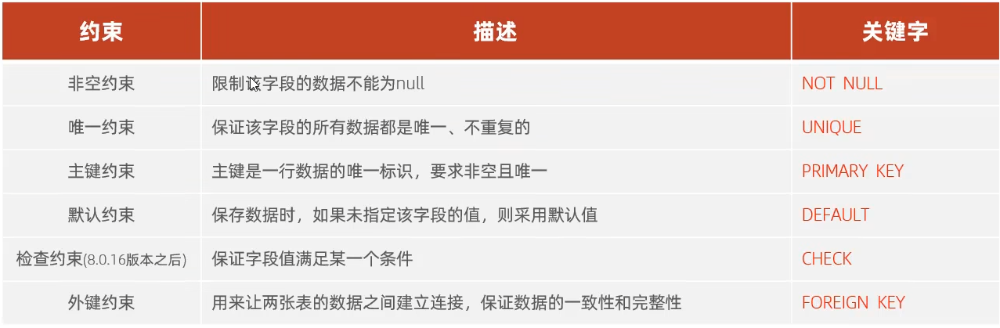 约束 描述 关键字
非空约束 限制该字段的数据不能为null NOT NULL
唯一约束 保证该字段的所有数据都是唯一、不重复的 UNIQUE
主键约束 主键是一行数据的唯一标识，要求非空且唯一 PRIMARY KEY
默认约束 保存数据时，如果未指定该字段的值，则采用默认值 DEFAULT
检查约束(8.0.16版本之后) 保证字段值满足某一个条件 CHECK
外键约束 用来让两张表的数据之间建立连接，保证数据的一致性和完整性 FOREIGN KEY